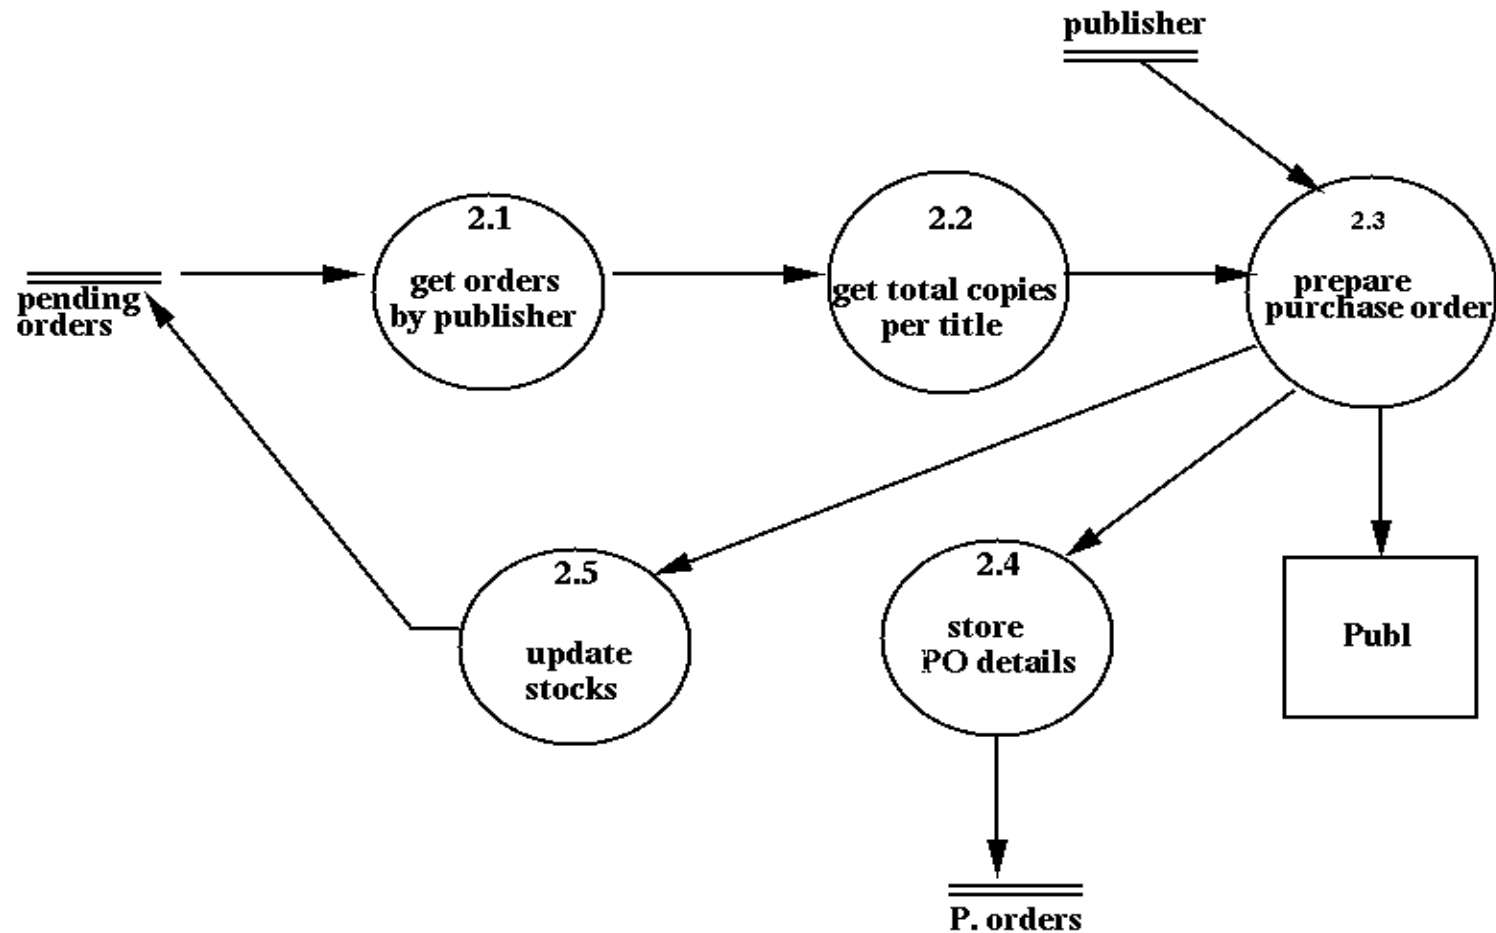 publisher
2.1
get orders
by publisher
2.2
get total copies
per title
2.3
prepare
purchase order
pending
orders
2.5
update
stocks
2.4
store
PO details
Publ
P. orders